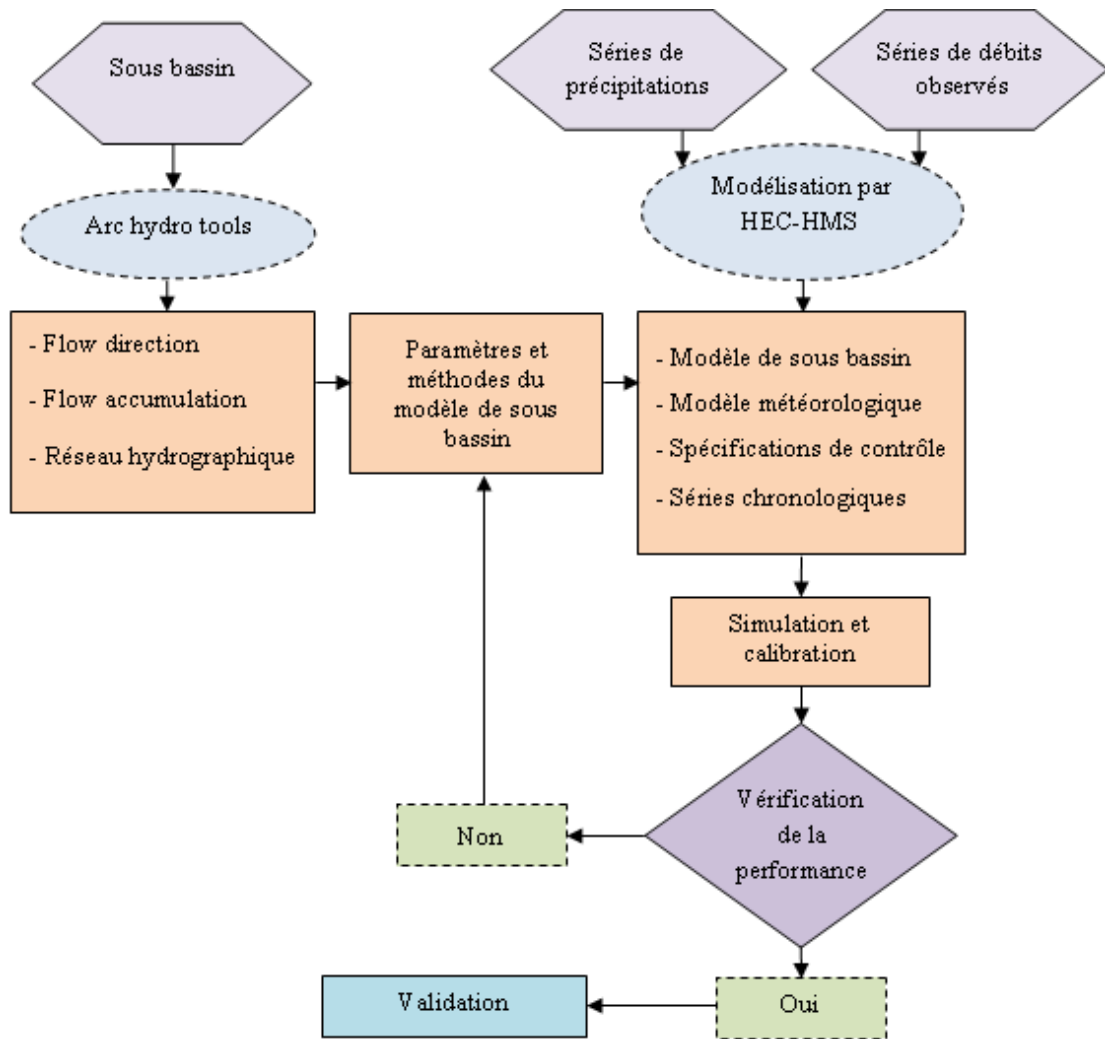 Sous bassin
Séries de
précipitations
Séries de débits
observés
Arc hydro tools
Modélisation par
HEC-HMS
- Flow direction
- Flow accumulation
- Réseau hydrographique
Paramètres et
méthodes du
modèle de sous
bassin
- Modèle de sous bassin
- Modèle météorologique
- Spécifications de contrôle
- Séries chronologiques
Simulation et
calibration
Vérification
de la
performance
Non
Oui
Validation